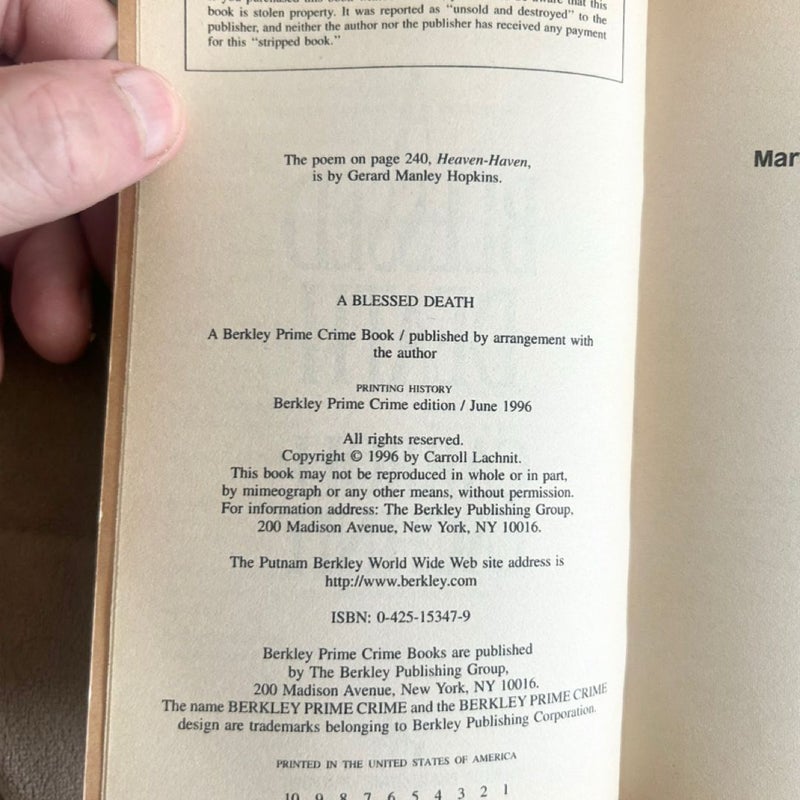 book is stolen property. It was reported as "unsold and destroyed" to the
publisher, and neither the author nor the publisher has received any payment
for this "stripped book."
The poem on page 240, Heaven-Haven,
is by Gerard Manley Hopkins.
A BLESSED DEATH
A Berkley Prime Crime Book / published by arrangement with
the author
PRINTING HISTORY
Berkley Prime Crime edition / June 1996
All rights reserved.
Copyright © 1996 by Carroll Lachnit.
This book may not be reproduced in whole or in part,
by mimeograph or any other means, without permission.
For information address: The Berkley Publishing Group.
200 Madison Avenue, New York, NY 10016.
The Putnam Berkley World Wide Web site address is
http://www.berkley.com
ISBN: 0-425-15347-9
Berkley Prime Crime Books are published
by The Berkley Publishing Group,
200 Madison Avenue, New York, NY 10016.
The name BERKLEY PRIME CRIME and the BERKLEY PRIME CRIME
design are trademarks belonging to Berkley Publishing Corporation.
PRINTED IN THE UNITED STATES OF AMERICA
10 9 8 7 6 5 4 3 2 1
Mar